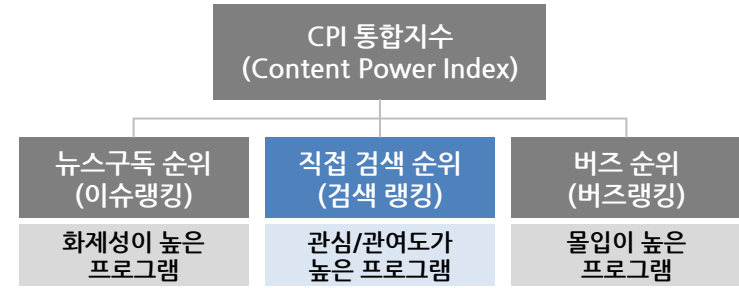 CPI 통합지수
(Content Power Index)
뉴스구독 순위
(이슈랭킹)
직접 검색 순위
(검색 랭킹)
버즈 순위
(버즈랭킹)
화제성이 높은
프로그램
관심/관여도가
높은 프로그램
몰입이 높은
프로그램